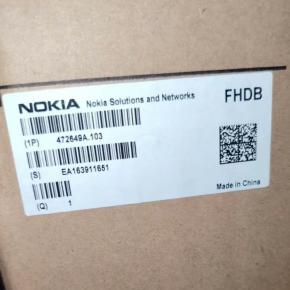 NOKIA Nokia Solutions and Networks FHDB
(1P) 472649A.103
(S) EA163911651
(Q) 1
Made in China